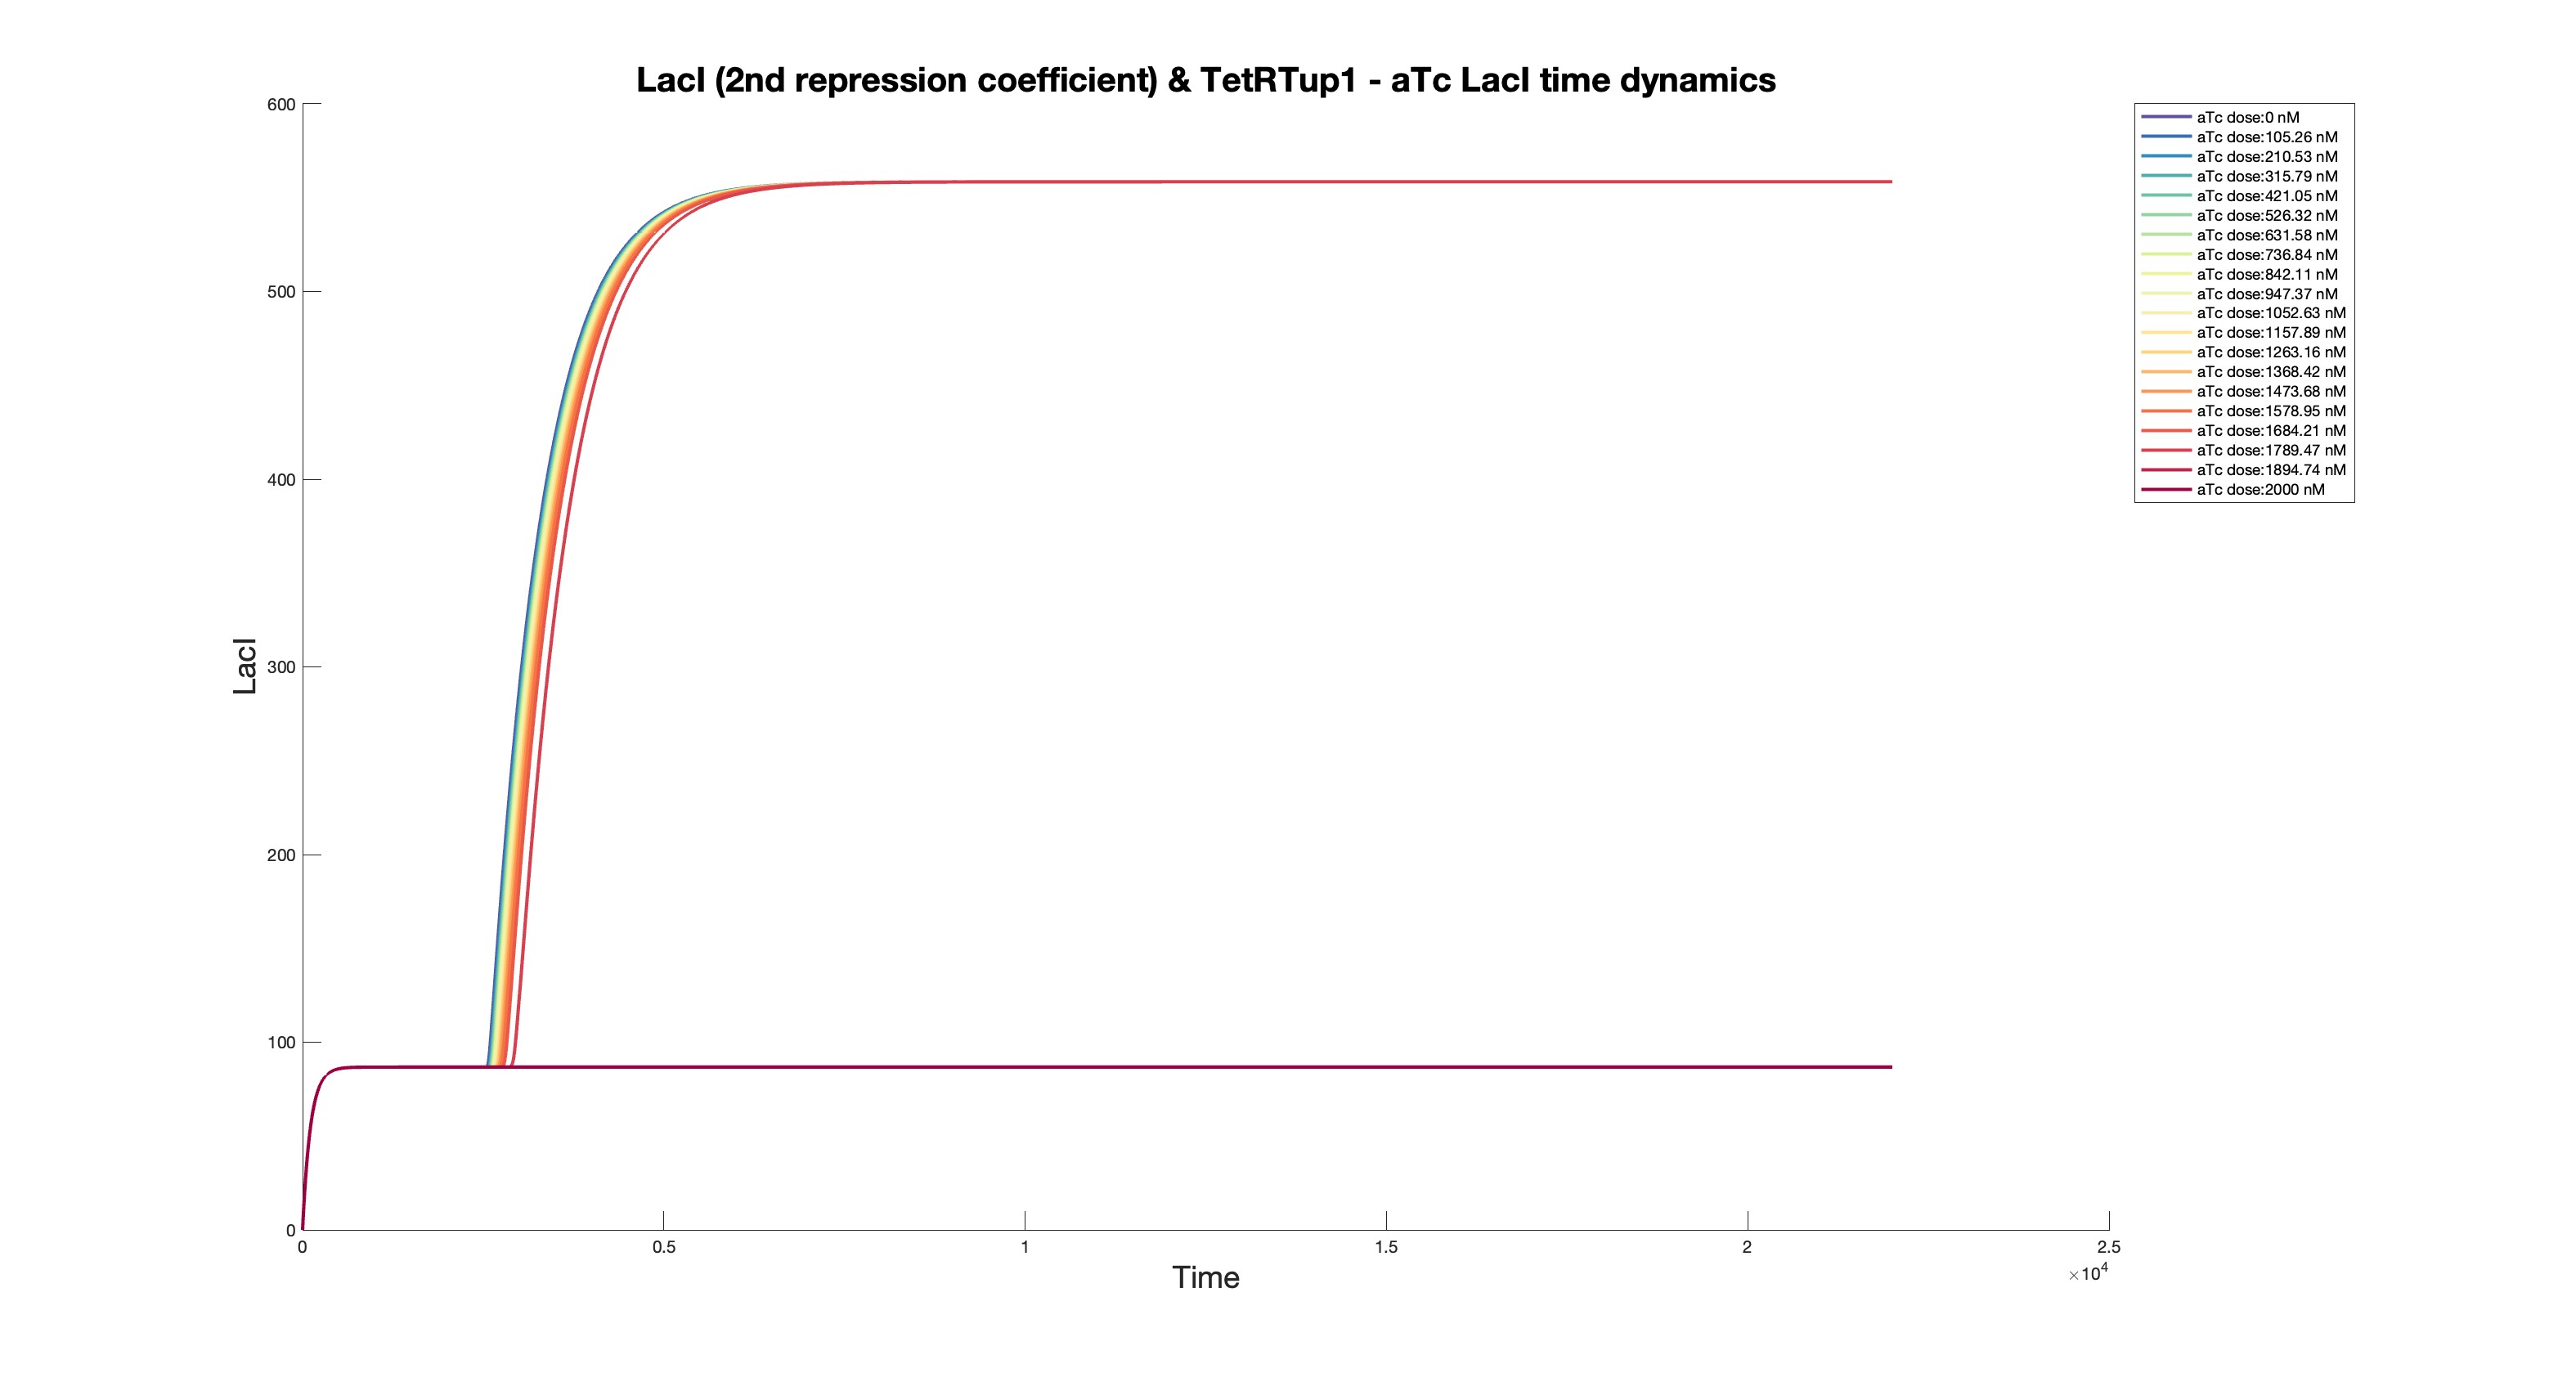 LacI (2nd repression coefficient) & TetRTup1 - aTc LacI time dynamics
600
500
400
300
200
100
0
LacI
0
0.5
1
1.5
2
2.5
×10⁴
Time
aTc dose:0 nM
aTc dose:105.26 nM
aTc dose:210.53 nM
aTc dose:315.79 nM
aTc dose:421.05 nM
aTc dose:526.32 nM
aTc dose:631.58 nM
aTc dose:736.84 nM
aTc dose:842.11 nM
aTc dose:947.37 nM
aTc dose:1052.63 nM
aTc dose:1157.89 nM
aTc dose:1263.16 nM
aTc dose:1368.42 nM
aTc dose:1473.68 nM
aTc dose:1578.95 nM
aTc dose:1684.21 nM
aTc dose:1789.47 nM
aTc dose:1894.74 nM
aTc dose:2000 nM